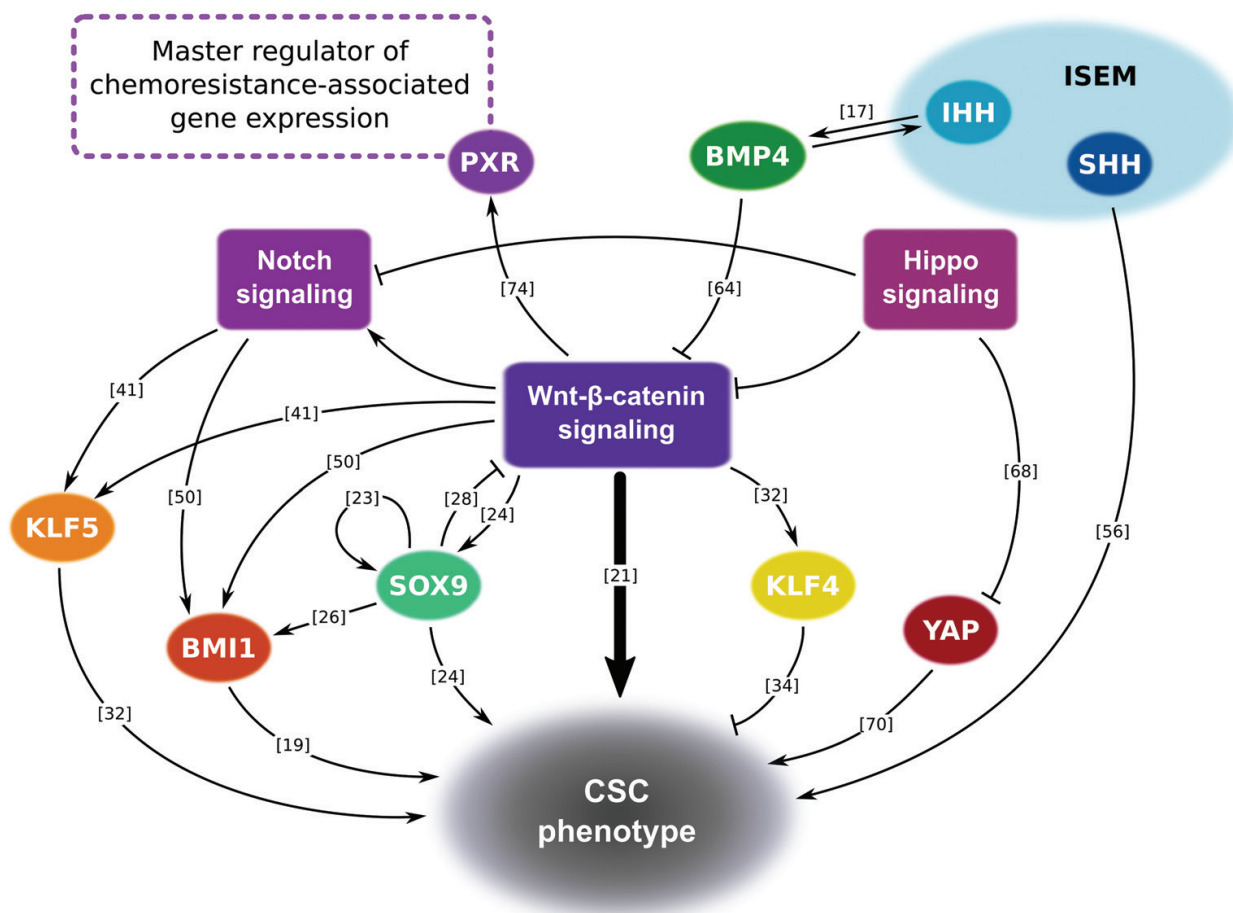 Master regulator of
chemoresistance-associated
gene expression
PXR
ISEM
IHH
[17]
BMP4
SHH
Notch
signaling
Hippo
signaling
[74]
[64]
Wnt-β-catenin
signaling
[41]
[41]
[50]
[50]
[23]
[28]
[24]
[32]
[68]
[56]
KLF5
SOX9
[21]
KLF4
[26]
BMI1
YAP
[24]
[34]
[32]
[19]
[70]
CSC
phenotype